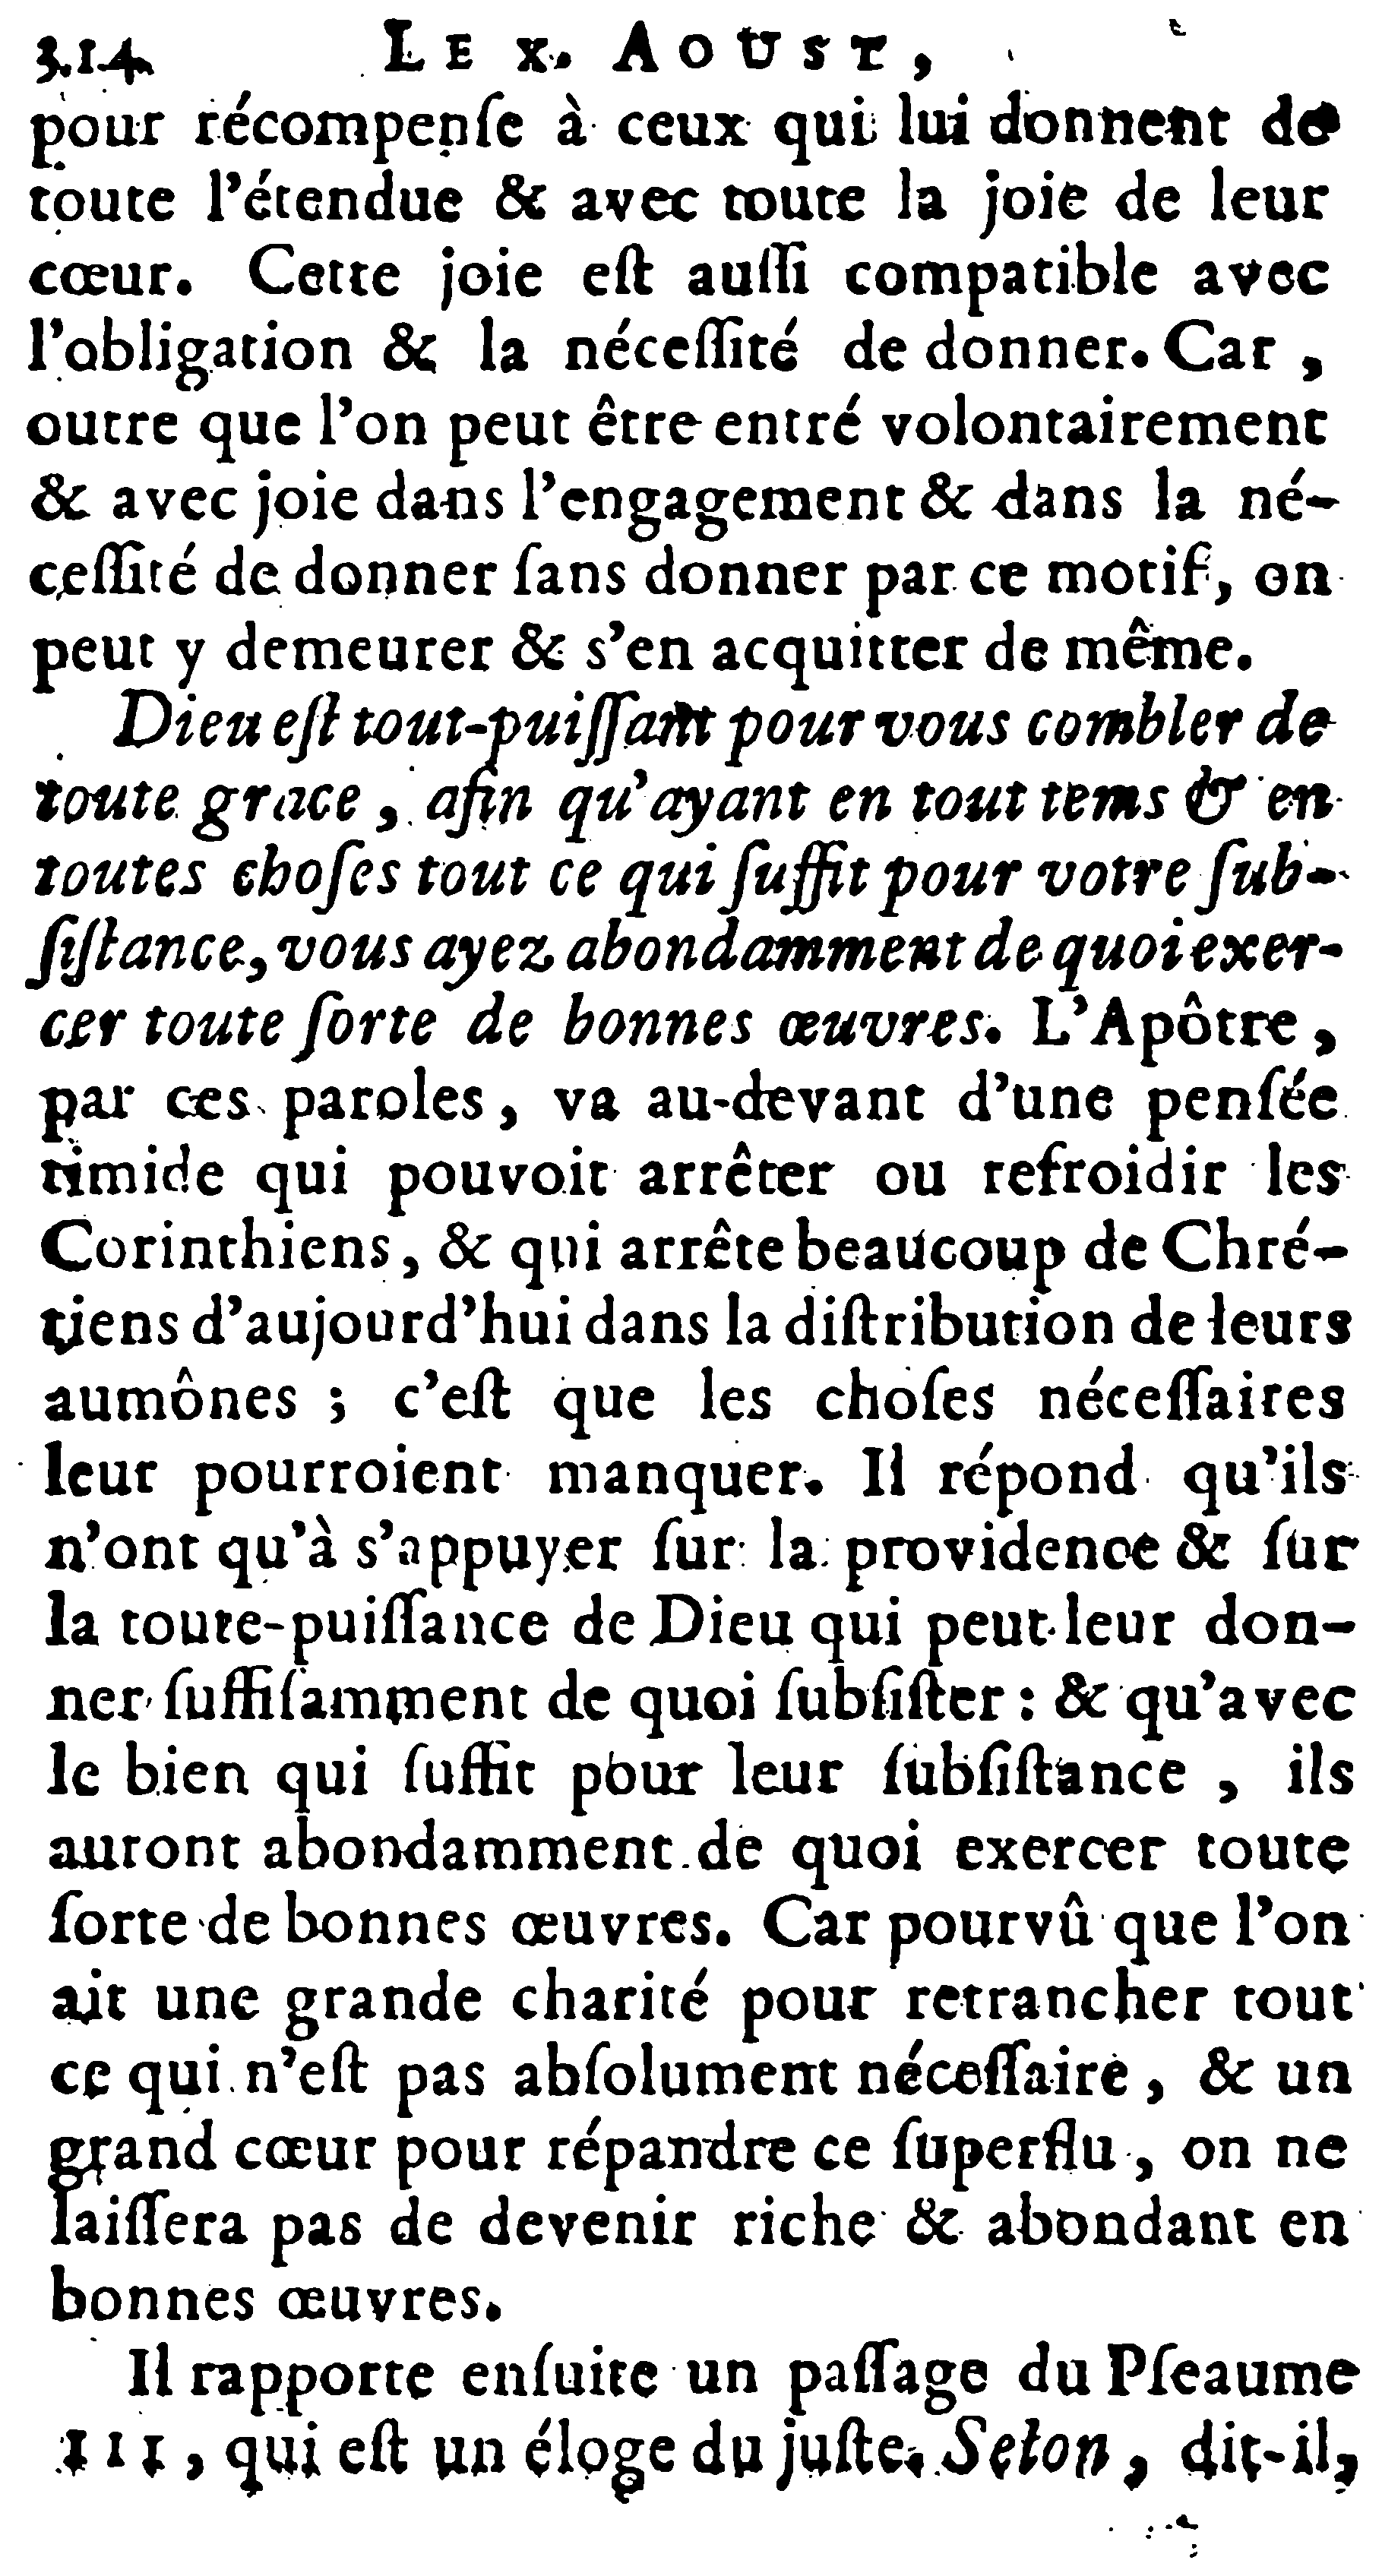 314 LE X. AOUST,
pour récompenſe à ceux qui lui donnent de
toute l'étendue & avec toute la joie de leur
cœur. Cette joie eſt auſſi compatible avec
l'obligation & la néceſſité de donner. Car,
outre que l'on peut être entré volontairement
& avec joie dans l'engagement & dans la né-
ceſſité de donner ſans donner par ce motif, on
peut y demeurer & s'en acquitter de même.
Dieu eſt tout-puiſſant pour vous combler de
toute grace, afin qu'ayant en tout tems & en
toutes choſes tout ce qui ſuffit pour votre ſub-
ſiſtance, vous ayez abondamment de quoi exer-
cer toute ſorte de bonnes œuvres. L'Apôtre,
par ces paroles, va au-devant d'une penſée
timide qui pouvoit arrêter ou refroidir les
Corinthiens, & qui arrête beaucoup de Chré-
tiens d'aujourd'hui dans la diſtribution de leurs
aumônes; c'eſt que les choſes néceſſaires
leur pourroient manquer. Il répond qu'ils
n'ont qu'à s'appuyer ſur la providence & ſur
la toute-puiſſance de Dieu qui peut leur don-
ner ſuffiſamment de quoi ſubſiſter: & qu'avec
le bien qui ſuffit pour leur ſubſiſtance, ils
auront abondamment de quoi exercer toute
ſorte de bonnes œuvres. Car pourvû que l'on
ait une grande charité pour retrancher tout
ce qui n'eſt pas abſolument néceſſaire, & un
grand cœur pour répandre ce ſuperflu, on ne
laiſſera pas de devenir riche & abondant en
bonnes œuvres.
Il rapporte enſuite un paſſage du Pſeaume
111, qui eſt un éloge du juſte. Selon, dit-il,